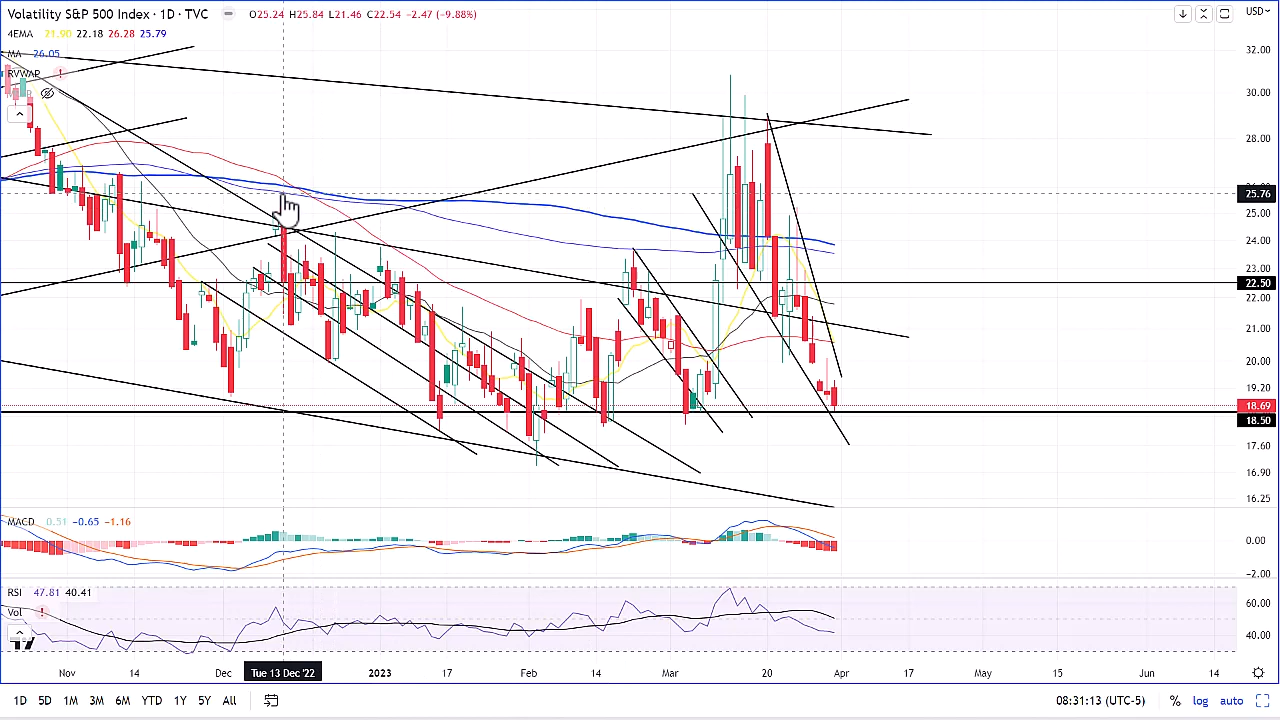 Volatility S&P 500 Index · 1D · TVC O25.24 H25.84 L21.46 C22.54 -2.47 (-9.88%) USD
4EMA 21.90 22.18 26.28 25.79
MA 26.05
RVWAP !
32.00
30.00
28.00
25.76
25.00
24.00
23.00
22.50
22.00
21.00
20.00
19.20
18.69
18.50
17.60
16.90
16.25
MACD 0.51 -0.65 -1.16
0.00
-2.00
RSI 47.81 40.41
60.00
Vol !
40.00
Nov 14 Dec Tue 13 Dec '22 2023 17 Feb 14 Mar 20 Apr 17 May 15 Jun 14
1D 5D 1M 3M 6M YTD 1Y 5Y All 08:31:13 (UTC-5) % log auto